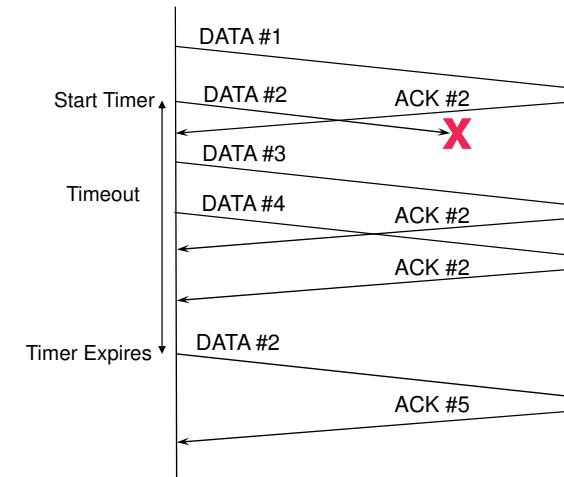 DATA #1
Start Timer
DATA #2
ACK #2
X
DATA #3
Timeout
DATA #4
ACK #2
ACK #2
Timer Expires
DATA #2
ACK #5